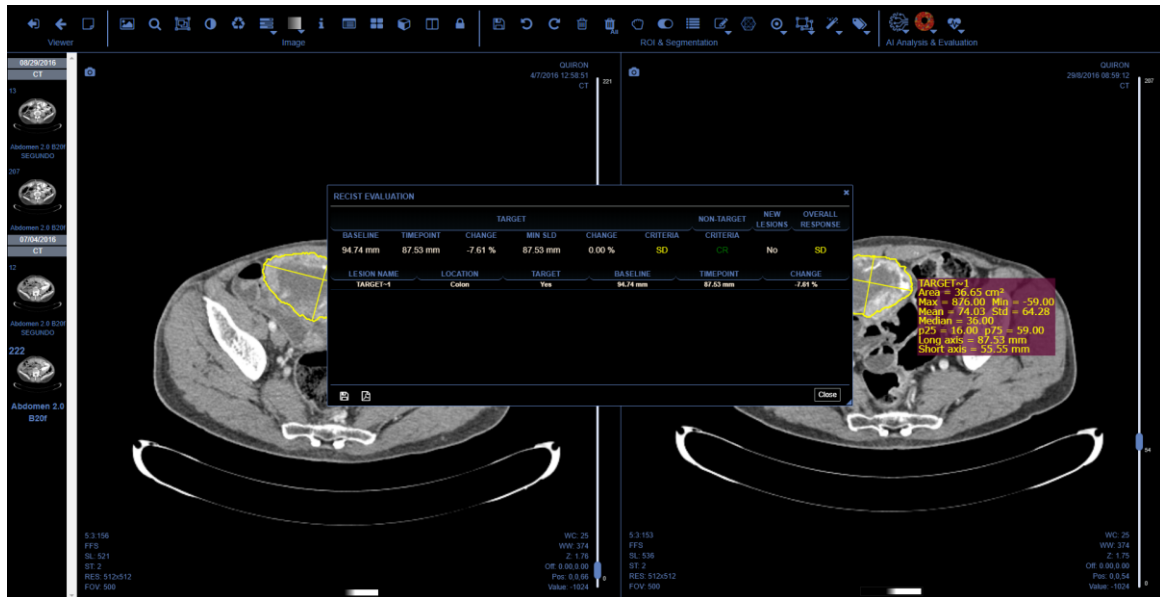 Viewer
Image
All
ROI & Segmentation
AI Analysis & Evaluation
08/29/2016
CT
13
Abdomen 2.0 B20f
SEGUNDO
287
Abdomen 2.0 B20f
07/04/2016
CT
12
Abdomen 2.0 B20f
SEGUNDO
222
Abdomen 2.0
B20f
QUIRON
4/7/2016 12:58:51
CT
221
QUIRON
29/8/2016 08:59:12
CT
287
RECIST EVALUATION
TARGET
NON-TARGET
NEW LESIONS
OVERALL RESPONSE
BASELINE TIMEPOINT CHANGE MIN SLD CHANGE CRITERIA CRITERIA
94.74 mm 87.53 mm -7.61 % 87.53 mm 0.00 % SD CR No SD
LESION NAME LOCATION TARGET BASELINE TIMEPOINT CHANGE
TARGET~1 Colon Yes 94.74 mm 87.53 mm -7.61 %
Close
TARGET~1
Area = 36.65 cm²
Max = 876.00 Min = -59.00
Mean = 74.03 Std = 64.28
Median = 36.00
p25 = 16.00 p75 = 59.00
Long axis = 87.53 mm
Short axis = 55.55 mm
94
5.3:156
FFS
SL: 521
ST: 2
RES: 512x512
FOV: 500
WC: 25
WW: 374
Z: 1.76
Off: 0.00,0.00
Pos: 0,0,66
Value: -1024
0
5.3:153
FFS
SL: 536
ST: 2
RES: 512x512
FOV: 500
WC: 25
WW: 374
Z: 1.75
Off: 0.00,0.00
Pos: 0,0,54
Value: -1024
0